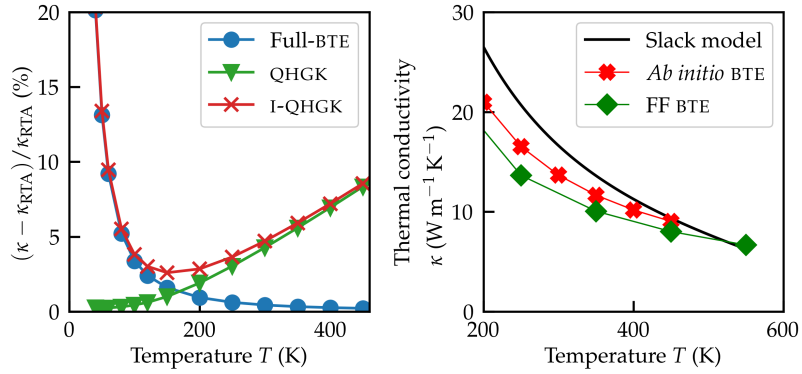 (κ − κRTA)/κRTA (%)
20
15
10
5
0
0
200
400
Temperature T (K)
Full-BTE
QHGK
I-QHGK
Thermal conductivity
κ (W m⁻¹ K⁻¹)
30
20
10
0
200
400
600
Temperature T (K)
Slack model
Ab initio BTE
FF BTE